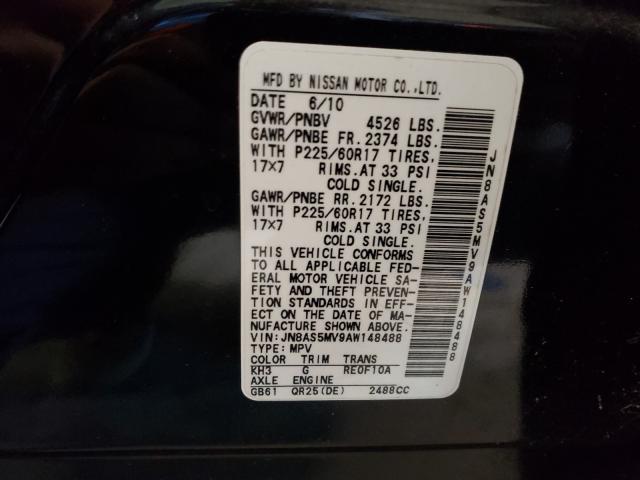 MFD BY NISSAN MOTOR CO.,LTD.
DATE 6/10
GVWR/PNBV 4526 LBS.
GAWR/PNBE FR. 2374 LBS.
WITH P225/60R17 TIRES,
17×7 RIMS.AT 33 PSI
COLD SINGLE.
GAWR/PNBE RR. 2172 LBS.
WITH P225/60R17 TIRES,
17×7 RIMS.AT 33 PSI
COLD SINGLE.
THIS VEHICLE CONFORMS
TO ALL APPLICABLE FED-
ERAL MOTOR VEHICLE SA-
FETY AND THEFT PREVEN-
TION STANDARDS IN EFF-
ECT ON THE DATE OF MA-
NUFACTURE SHOWN ABOVE.
VIN:JN8AS5MV9AW148488
TYPE:MPV
COLOR TRIM TRANS
KH3 G RE0F10A
AXLE ENGINE
GB61 QR25(DE) 2488CC
JN8AS5MV9AW148488